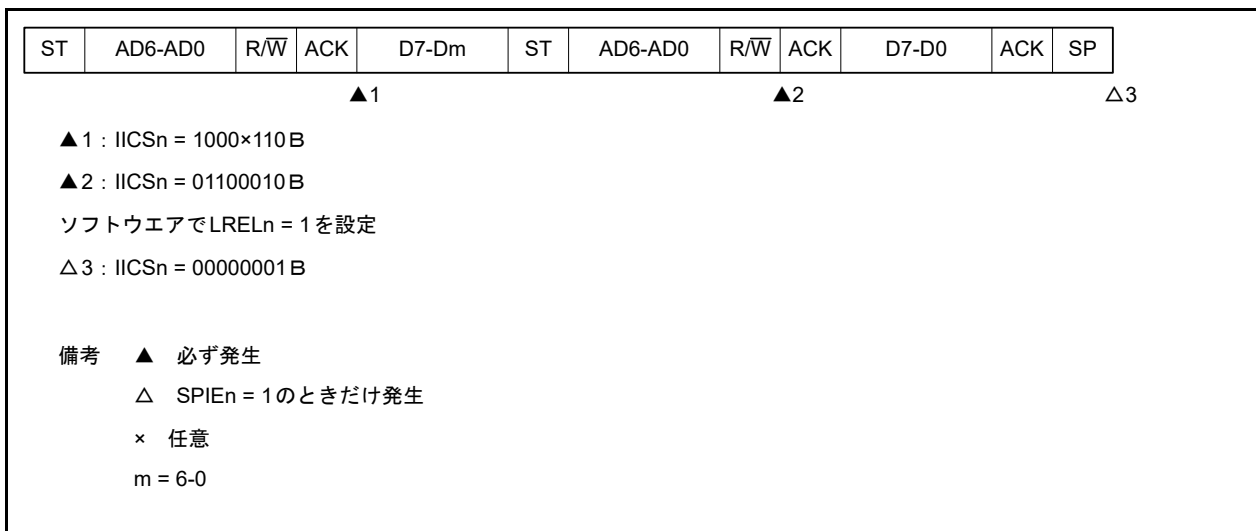 ST AD6-AD0 R/W̅ ACK D7-Dm ST AD6-AD0 R/W̅ ACK D7-D0 ACK SP
▲1 ▲2 △3
▲1：IICSn = 1000×110B
▲2：IICSn = 01100010B
ソフトウエアでLRELn = 1を設定
△3：IICSn = 00000001B
備考 ▲ 必ず発生
△ SPIEn = 1のときだけ発生
× 任意
m = 6-0